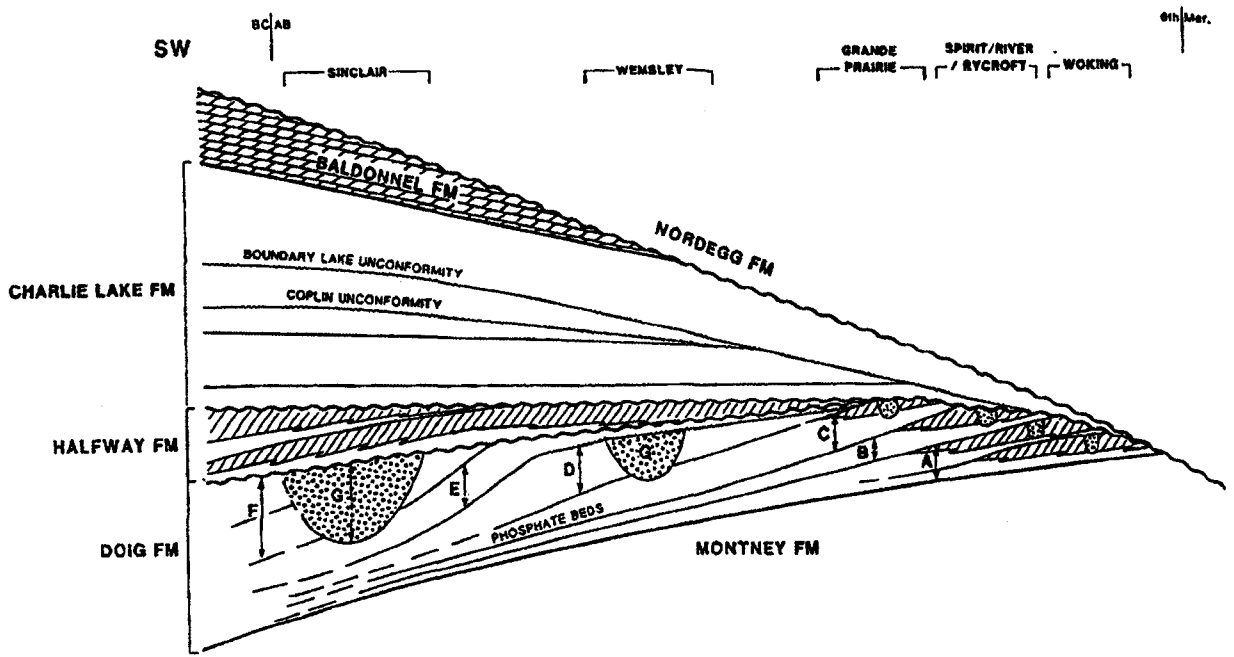 BC AB
6th Mer.
SW
SINCLAIR
WEMBLEY
GRANDE
PRAIRIE
SPIRIT/RIVER
/ RYCROFT
WOKING
BALDONNEL FM
NORDEGG FM
BOUNDARY LAKE UNCONFORMITY
CHARLIE LAKE FM
COPLIN UNCONFORMITY
HALFWAY FM
C
B
A
D
G
E
G
F
PHOSPHATE BEDS
DOIG FM
MONTNEY FM